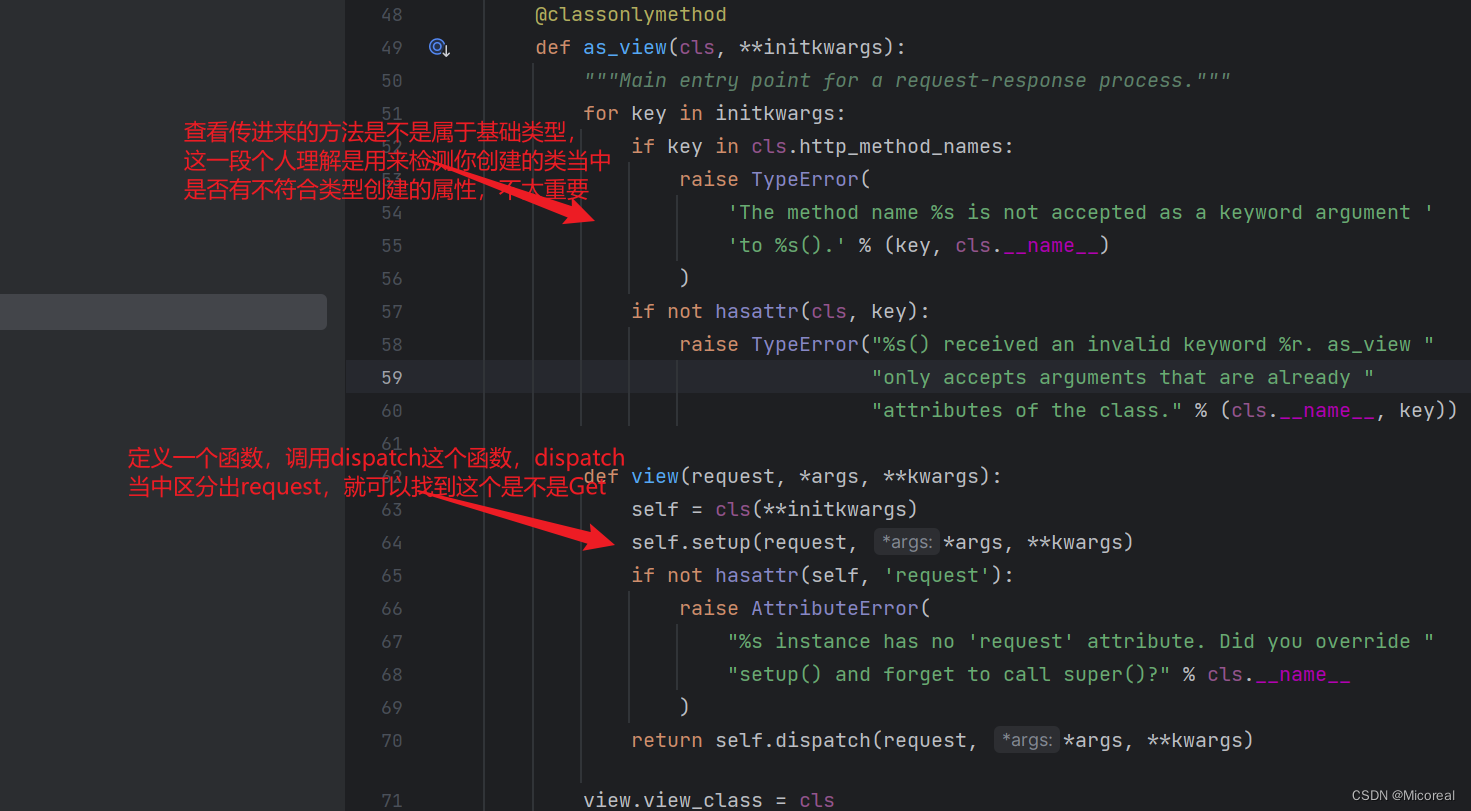 48 @classonlymethod
49 def as_view(cls, **initkwargs):
50 """Main entry point for a request-response process."""
51 for key in initkwargs:
查看传进来的方法是不是属于基础类型，
52 if key in cls.http_method_names:
这一段个人理解是用来检测你创建的类当中
53 raise TypeError(
是否有不符合类型创建的属性，不太重要
54 'The method name %s is not accepted as a keyword argument '
55 'to %s().' % (key, cls.__name__)
56 )
57 if not hasattr(cls, key):
58 raise TypeError("%s() received an invalid keyword %r. as_view "
59 "only accepts arguments that are already "
60 "attributes of the class." % (cls.__name__, key))
61
定义一个函数，调用dispatch这个函数，dispatch
62 def view(request, *args, **kwargs):
当中区分出request，就可以找到这个是不是Get
63 self = cls(**initkwargs)
64 self.setup(request, *args: *args, **kwargs)
65 if not hasattr(self, 'request'):
66 raise AttributeError(
67 "%s instance has no 'request' attribute. Did you override "
68 "setup() and forget to call super()?" % cls.__name__
69 )
70 return self.dispatch(request, *args: *args, **kwargs)
71 view.view_class = cls
CSDN @Micoreal